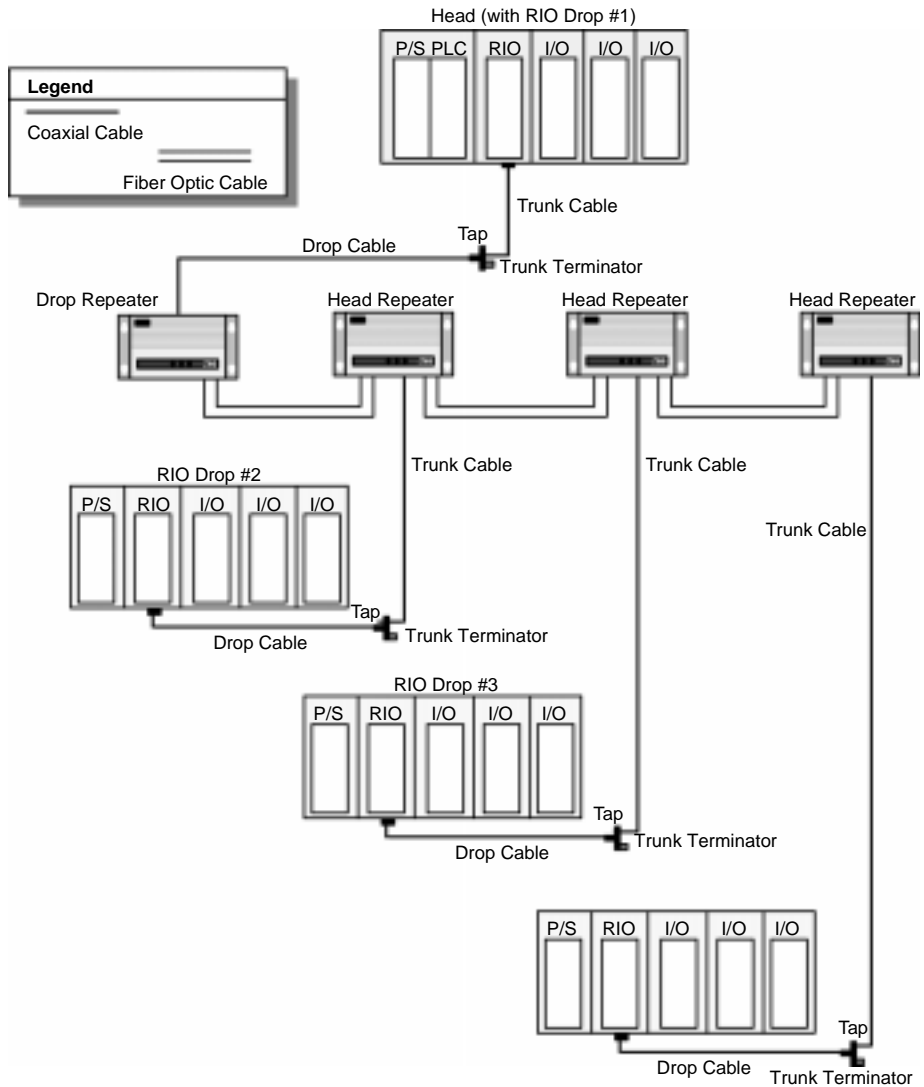 Head (with RIO Drop #1)
P/S PLC RIO I/O I/O I/O
Legend
Coaxial Cable
Fiber Optic Cable
Trunk Cable
Tap
Drop Cable
Trunk Terminator
Drop Repeater Head Repeater Head Repeater Head Repeater
Trunk Cable Trunk Cable
RIO Drop #2
P/S RIO I/O I/O I/O
Trunk Cable
Tap
Trunk Terminator
Drop Cable
RIO Drop #3
P/S RIO I/O I/O I/O
Tap
Trunk Terminator
Drop Cable
P/S RIO I/O I/O I/O
Tap
Drop Cable
Trunk Terminator